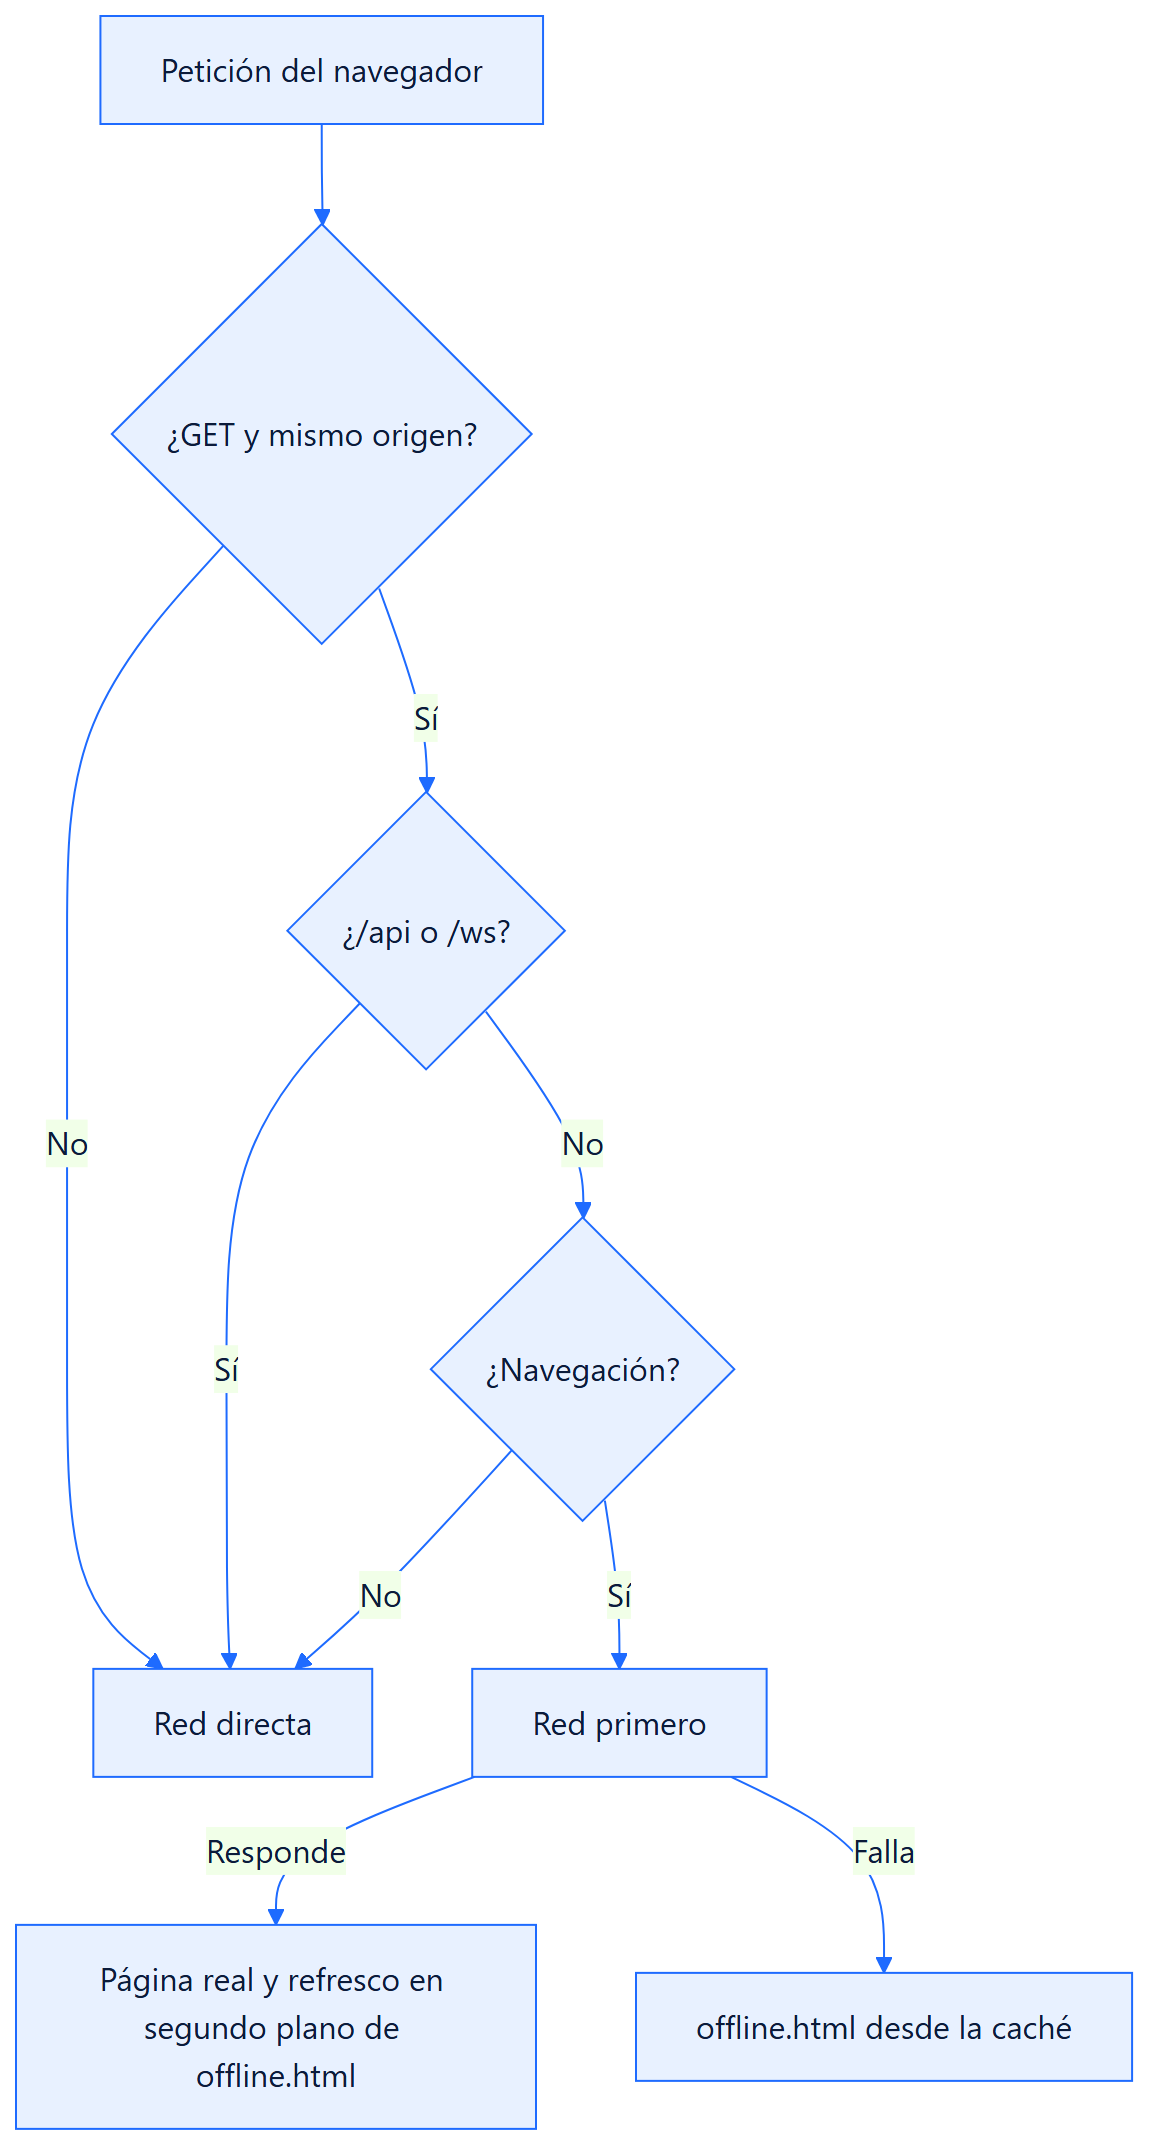 Petición del navegador
¿GET y mismo origen?
Sí
¿/api o /ws?
No
No
¿Navegación?
Sí
No
Sí
Red directa
Red primero
Responde
Falla
Página real y refresco en
segundo plano de
offline.html
offline.html desde la caché